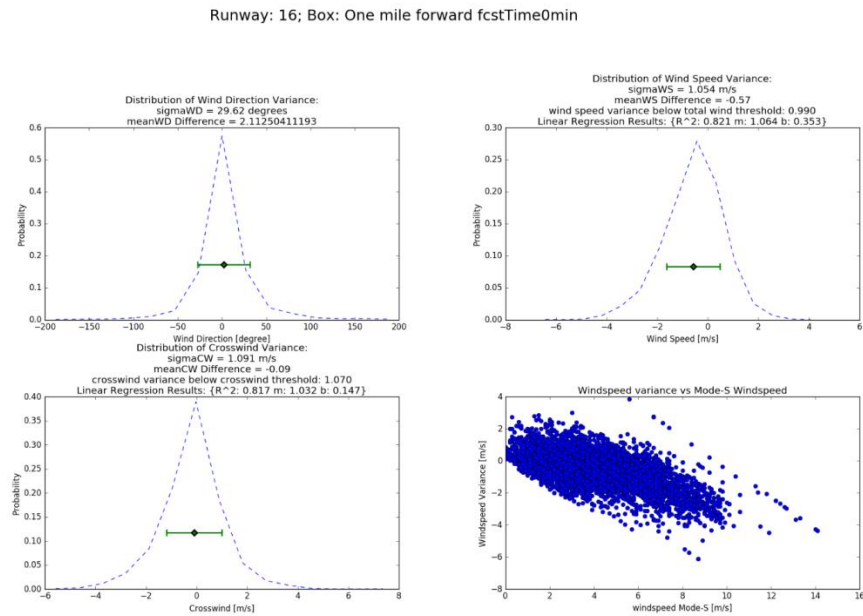 Runway: 16; Box: One mile forward fcstTime0min
Distribution of Wind Direction Variance:
sigmaWD = 29.62 degrees
meanWD Difference = 2.11250411193
0.6
0.5
0.4
0.3
0.2
0.1
0.0
Probability
−200 −150 −100 −50 0 50 100 150 200
Wind Direction [degree]
Distribution of Wind Speed Variance:
sigmaWS = 1.054 m/s
meanWS Difference = -0.57
wind speed variance below total wind threshold: 0.990
Linear Regression Results: {R^2: 0.821 m: 1.064 b: 0.353}
0.30
0.25
0.20
0.15
0.10
0.05
0.00
Probability
−8 −6 −4 −2 0 2 4 6
Wind Speed [m/s]
Distribution of Crosswind Variance:
sigmaCW = 1.091 m/s
meanCW Difference = -0.09
crosswind variance below crosswind threshold: 1.070
Linear Regression Results: {R^2: 0.817 m: 1.032 b: 0.147}
0.40
0.35
0.30
0.25
0.20
0.15
0.10
0.05
0.00
Probability
−6 −4 −2 0 2 4 6 8
Crosswind [m/s]
Windspeed variance vs Mode-S Windspeed
4
2
0
−2
−4
−6
−8
Windspeed Variance [m/s]
0 2 4 6 8 10 12 14 16
windspeed Mode-S [m/s]